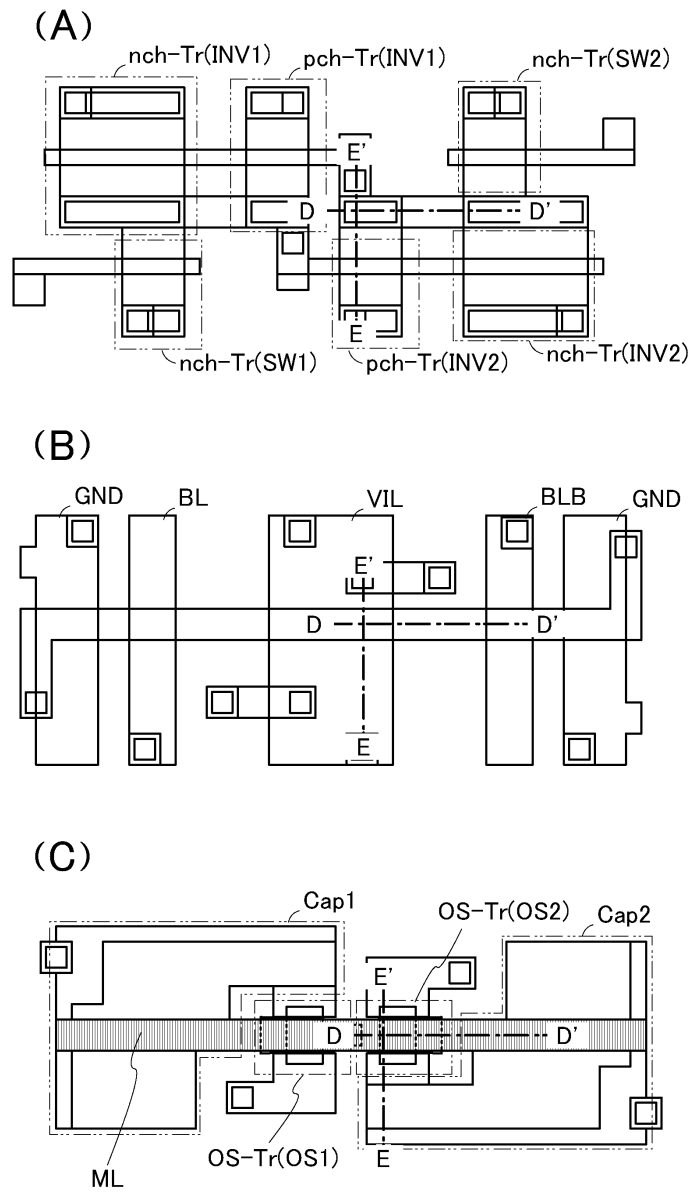 (A)
nch-Tr(INV1)
pch-Tr(INV1)
nch-Tr(SW2)
E'
D
D'
E
nch-Tr(SW1)
pch-Tr(INV2)
nch-Tr(INV2)
(B)
GND
BL
VIL
BLB
GND
E'
D
D'
E
(C)
Cap1
OS-Tr(OS2)
Cap2
E'
D
D'
ML
OS-Tr(OS1)
E